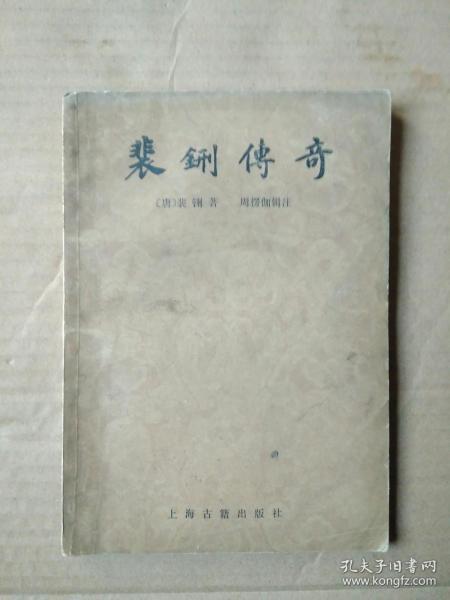 裴鉶傳奇
〔唐〕裴铏 著 周楞伽辑注
上海古籍出版社
孔夫子旧书网
www.kongfz.com